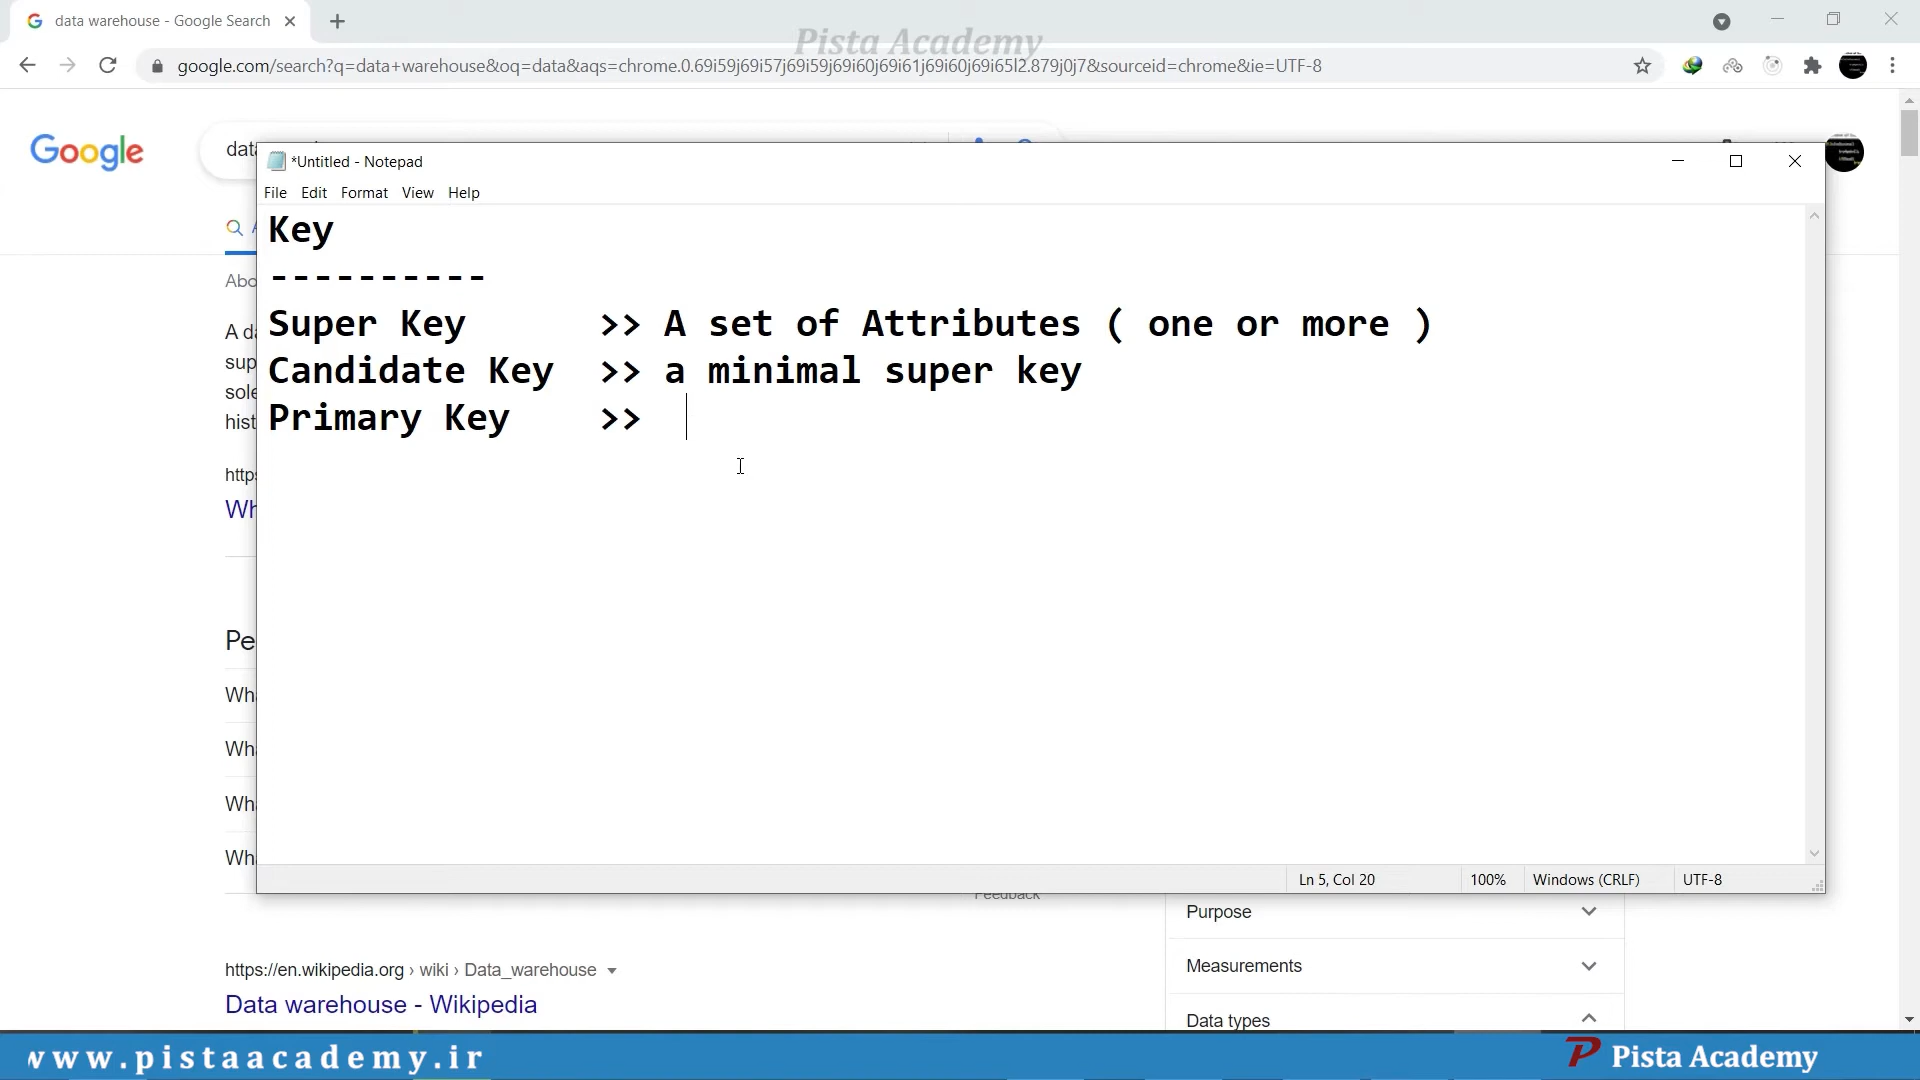 data warehouse - Google Search
Pista Academy
google.com/search?q=data+warehouse&oq=data&aqs=chrome.0.69i59j69i57j69i59j69i60j69i61j69i60j69i65l2.879j0j7&sourceid=chrome&ie=UTF-8
Google
*Untitled - Notepad
File Edit Format View Help
Key
----------
Super Key >> A set of Attributes ( one or more )
Candidate Key >> a minimal super key
Primary Key >>
Ln 5, Col 20 100% Windows (CRLF) UTF-8
Feedback
Purpose
Measurements
Data types
https://en.wikipedia.org › wiki › Data_warehouse
Data warehouse - Wikipedia
www.pistaacademy.ir
Pista Academy